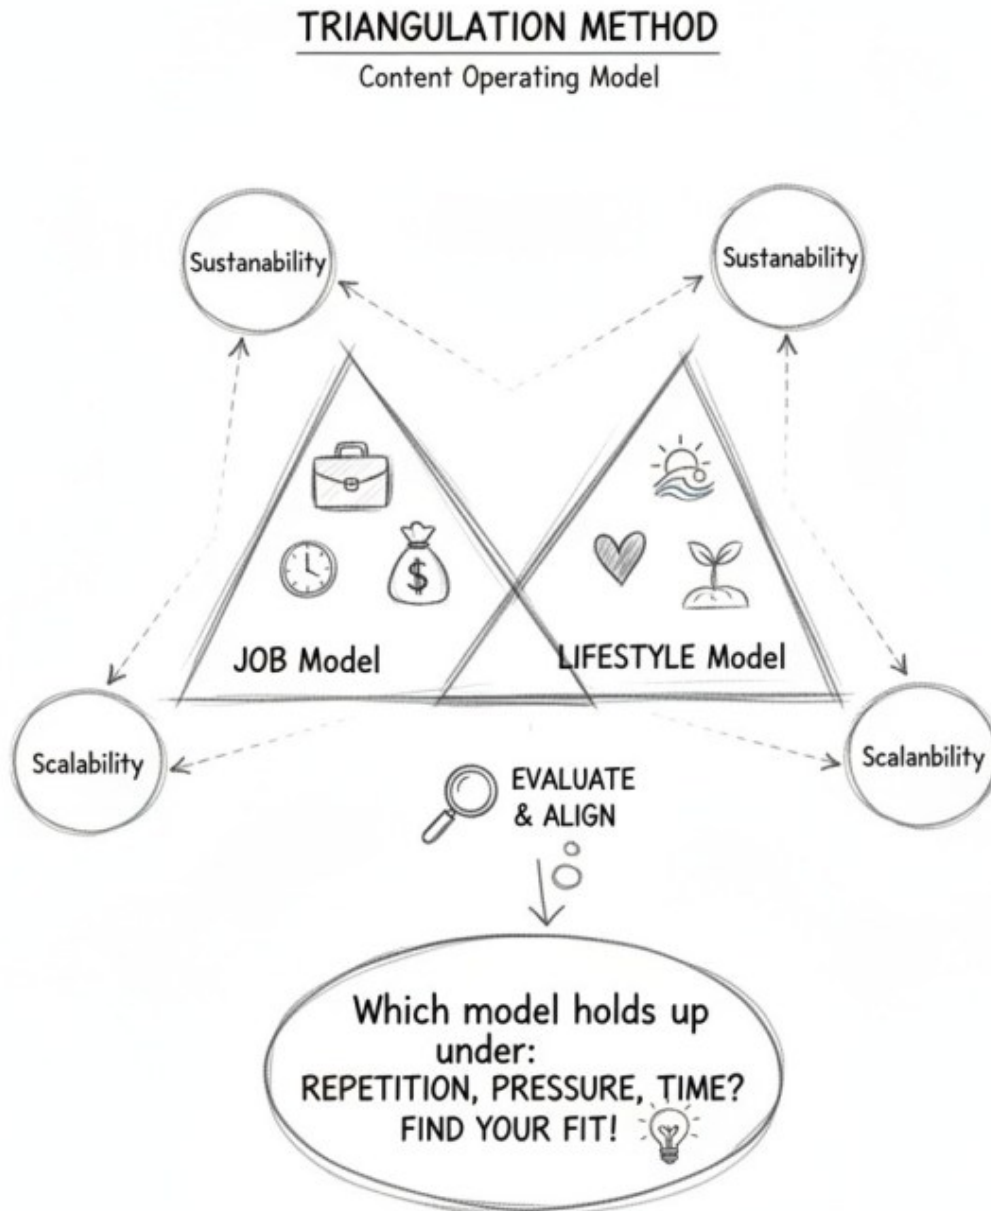 TRIANGULATION METHOD
Content Operating Model
Sustanability
Sustanability
$
JOB Model
LIFESTYLE Model
Scalability
Scalanbility
EVALUATE
& ALIGN
Which model holds up
under:
REPETITION, PRESSURE, TIME?
FIND YOUR FIT!